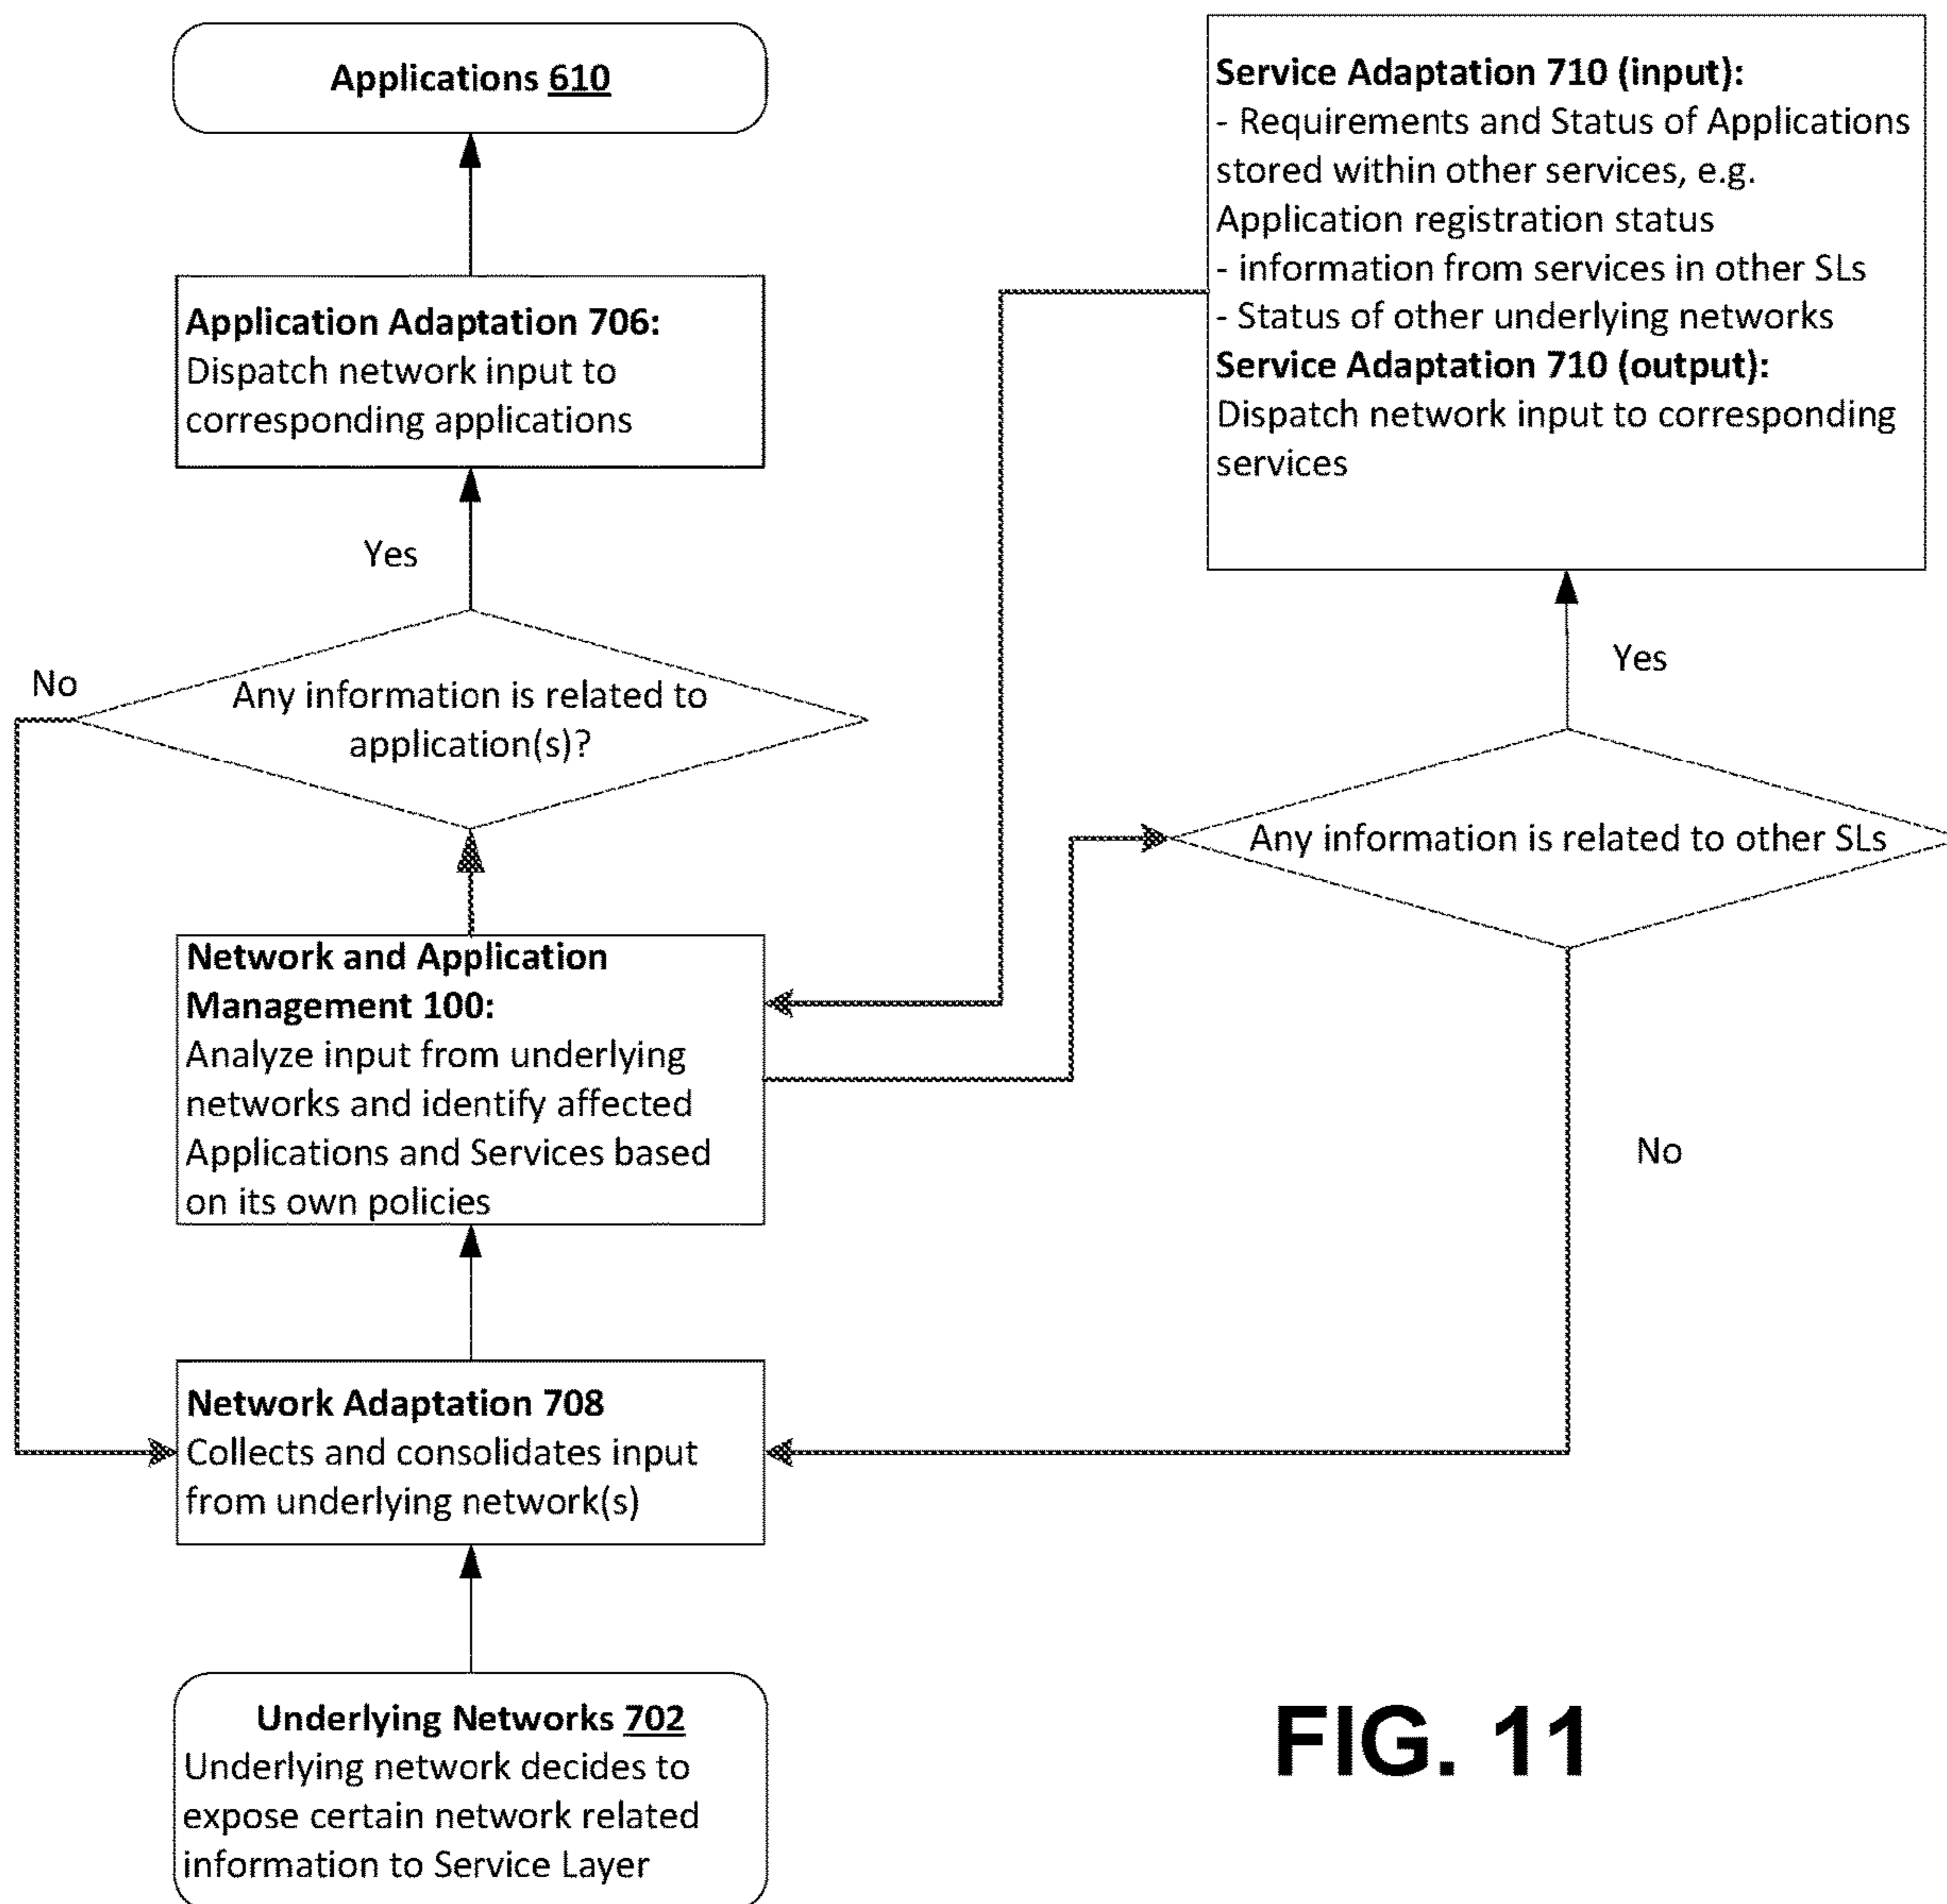 Applications 610
Service Adaptation 710 (input):
- Requirements and Status of Applications
stored within other services, e.g.
Application registration status
- information from services in other SLs
- Status of other underlying networks
Service Adaptation 710 (output):
Dispatch network input to corresponding
services
Application Adaptation 706:
Dispatch network input to
corresponding applications
Yes
No
Any information is related to
application(s)?
Yes
Any information is related to other SLs
No
Network and Application
Management 100:
Analyze input from underlying
networks and identify affected
Applications and Services based
on its own policies
Network Adaptation 708
Collects and consolidates input
from underlying network(s)
Underlying Networks 702
Underlying network decides to
expose certain network related
information to Service Layer
FIG. 11